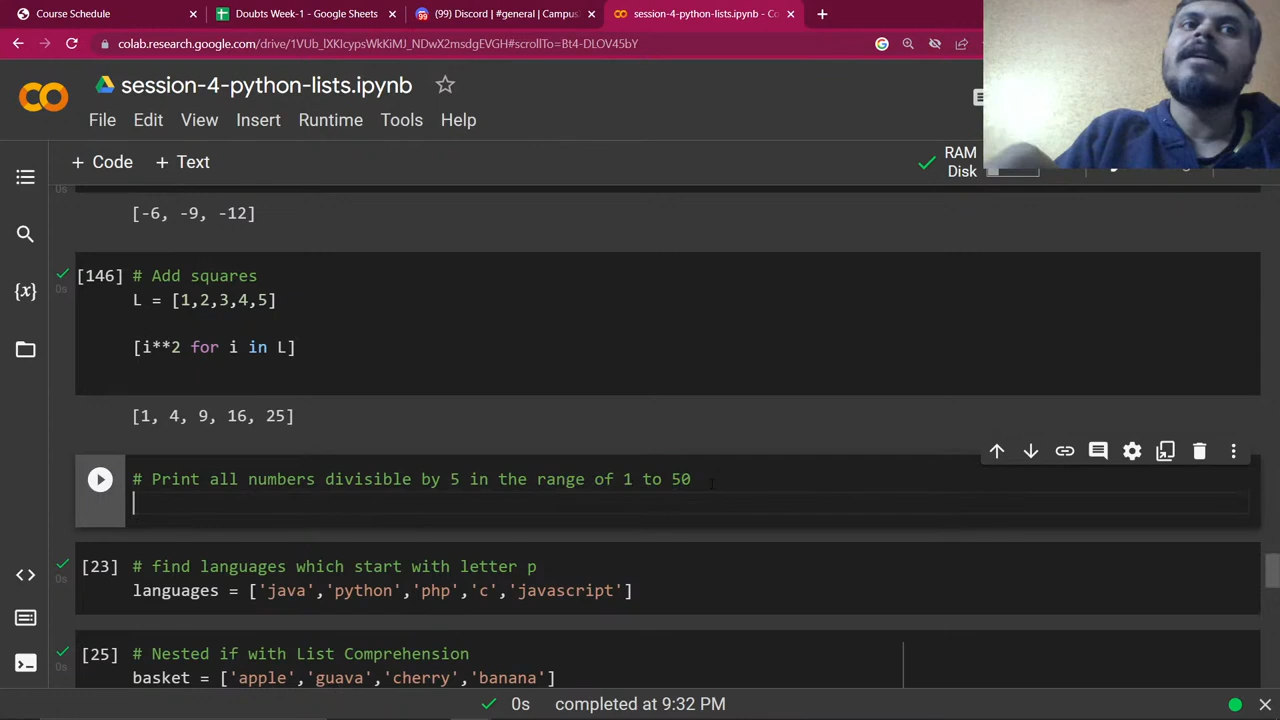 Course Schedule
Doubts Week-1 - Google Sheets
(99) Discord | #general | Campus
session-4-python-lists.ipynb - Co
colab.research.google.com/drive/1VUb_lXKIcypsWkKiMJ_NDwX2msdgEVGH#scrollTo=Bt4-DLOV45bY
session-4-python-lists.ipynb
File Edit View Insert Runtime Tools Help
+ Code + Text
RAM
Disk
0s
[-6, -9, -12]
[146] # Add squares
0s
L = [1,2,3,4,5]
[i**2 for i in L]
[1, 4, 9, 16, 25]
# Print all numbers divisible by 5 in the range of 1 to 50
[23] # find languages which start with letter p
0s
languages = ['java','python','php','c','javascript']
[25] # Nested if with List Comprehension
0s
basket = ['apple','guava','cherry','banana']
0s completed at 9:32 PM